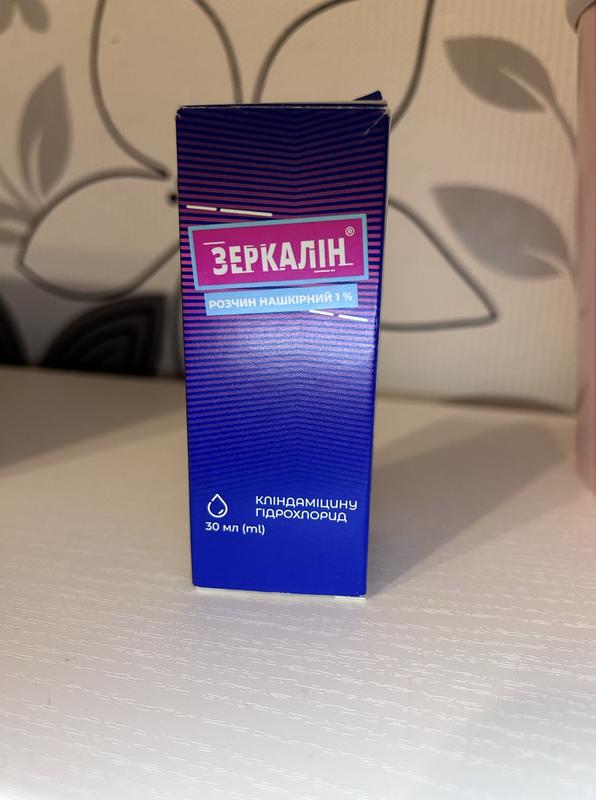 ЗЕРКАЛІН®
РОЗЧИН НАШКІРНИЙ 1 %
КЛІНДАМІЦИНУ
ГІДРОХЛОРИД
30 мл (ml)